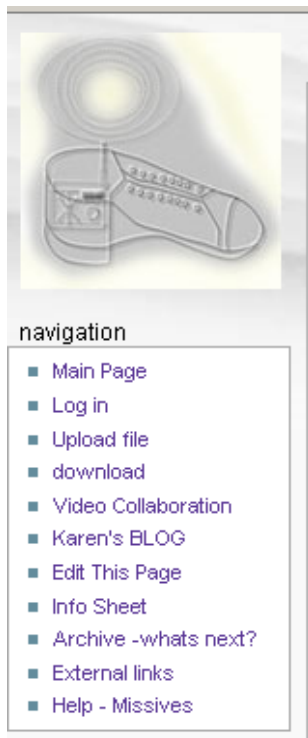 navigation
Main Page
Log in
Upload file
download
Video Collaboration
Karen's BLOG
Edit This Page
Info Sheet
Archive -whats next?
External links
Help - Missives